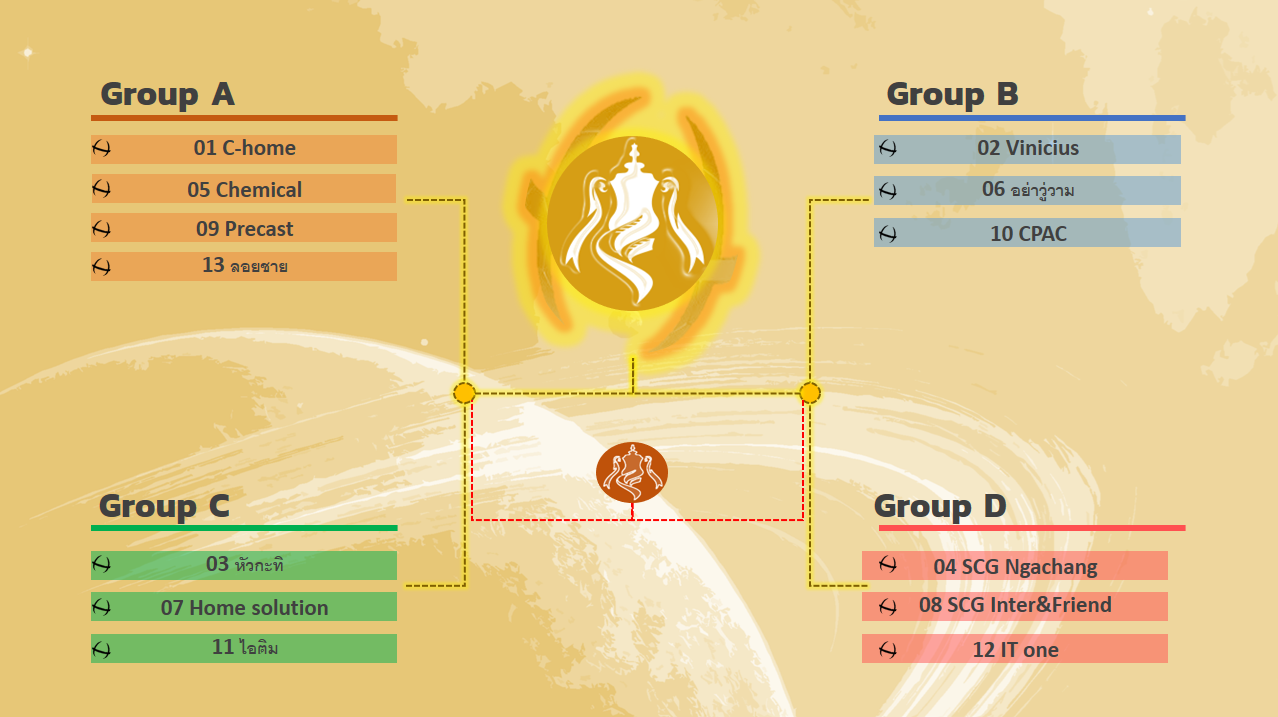 Group A
01 C-home
05 Chemical
09 Precast
13 ลอยชาย
Group B
02 Vinicius
06 อย่าวู่วาม
10 CPAC
Group C
03 หัวกะทิ
07 Home solution
11 ไอติม
Group D
04 SCG Ngachang
08 SCG Inter&Friend
12 IT one